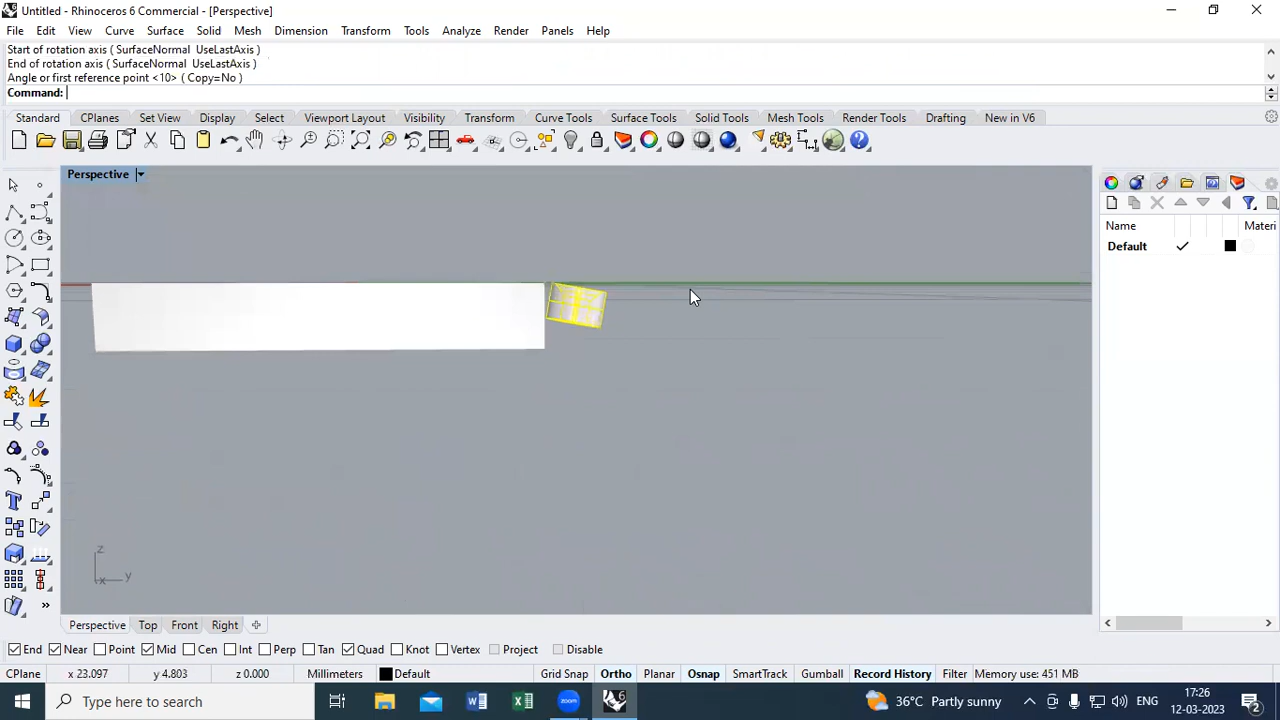 Untitled - Rhinoceros 6 Commercial - [Perspective]
File Edit View Curve Surface Solid Mesh Dimension Transform Tools Analyze Render Panels Help
Start of rotation axis ( SurfaceNormal UseLastAxis )
End of rotation axis ( SurfaceNormal UseLastAxis )
Angle or first reference point <10> ( Copy=No )
Command:
Standard CPlanes Set View Display Select Viewport Layout Visibility Transform Curve Tools Surface Tools Solid Tools Mesh Tools Render Tools Drafting New in V6
Perspective
Name Materi
Default
z
x y
Perspective Top Front Right
End Near Point Mid Cen Int Perp Tan Quad Knot Vertex Project Disable
CPlane x 23.097 y 4.803 z 0.000 Millimeters Default Grid Snap Ortho Planar Osnap SmartTrack Gumball Record History Filter Memory use: 451 MB
Type here to search
zoom
36°C Partly sunny
ENG
17:26
12-03-2023
2